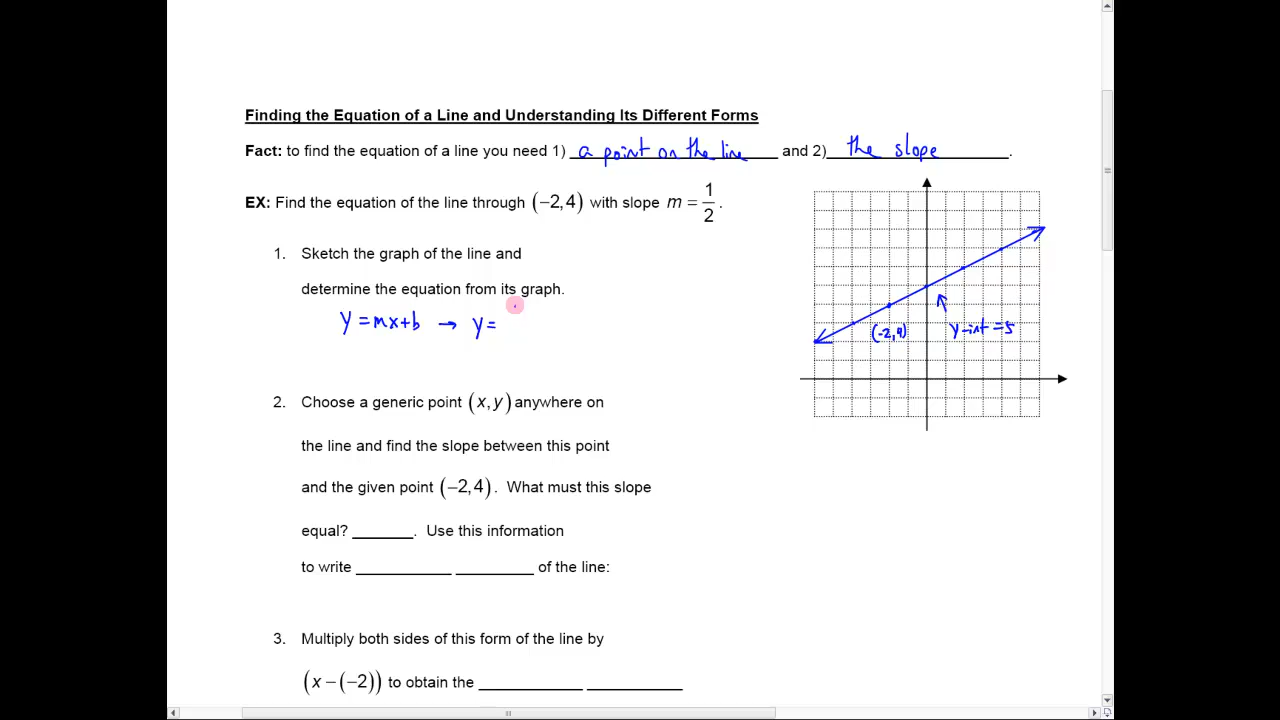 Finding the Equation of a Line and Understanding Its Different Forms
Fact: to find the equation of a line you need 1) a point on the line and 2) the slope.
EX: Find the equation of the line through (−2,4) with slope m = 1/2.
1. Sketch the graph of the line and
determine the equation from its graph.
y = mx+b → y =
(-2,4)
y-int = 5
2. Choose a generic point (x, y) anywhere on
the line and find the slope between this point
and the given point (−2,4). What must this slope
equal? ______. Use this information
to write _________ _______ of the line:
3. Multiply both sides of this form of the line by
(x − (−2)) to obtain the __________ _________